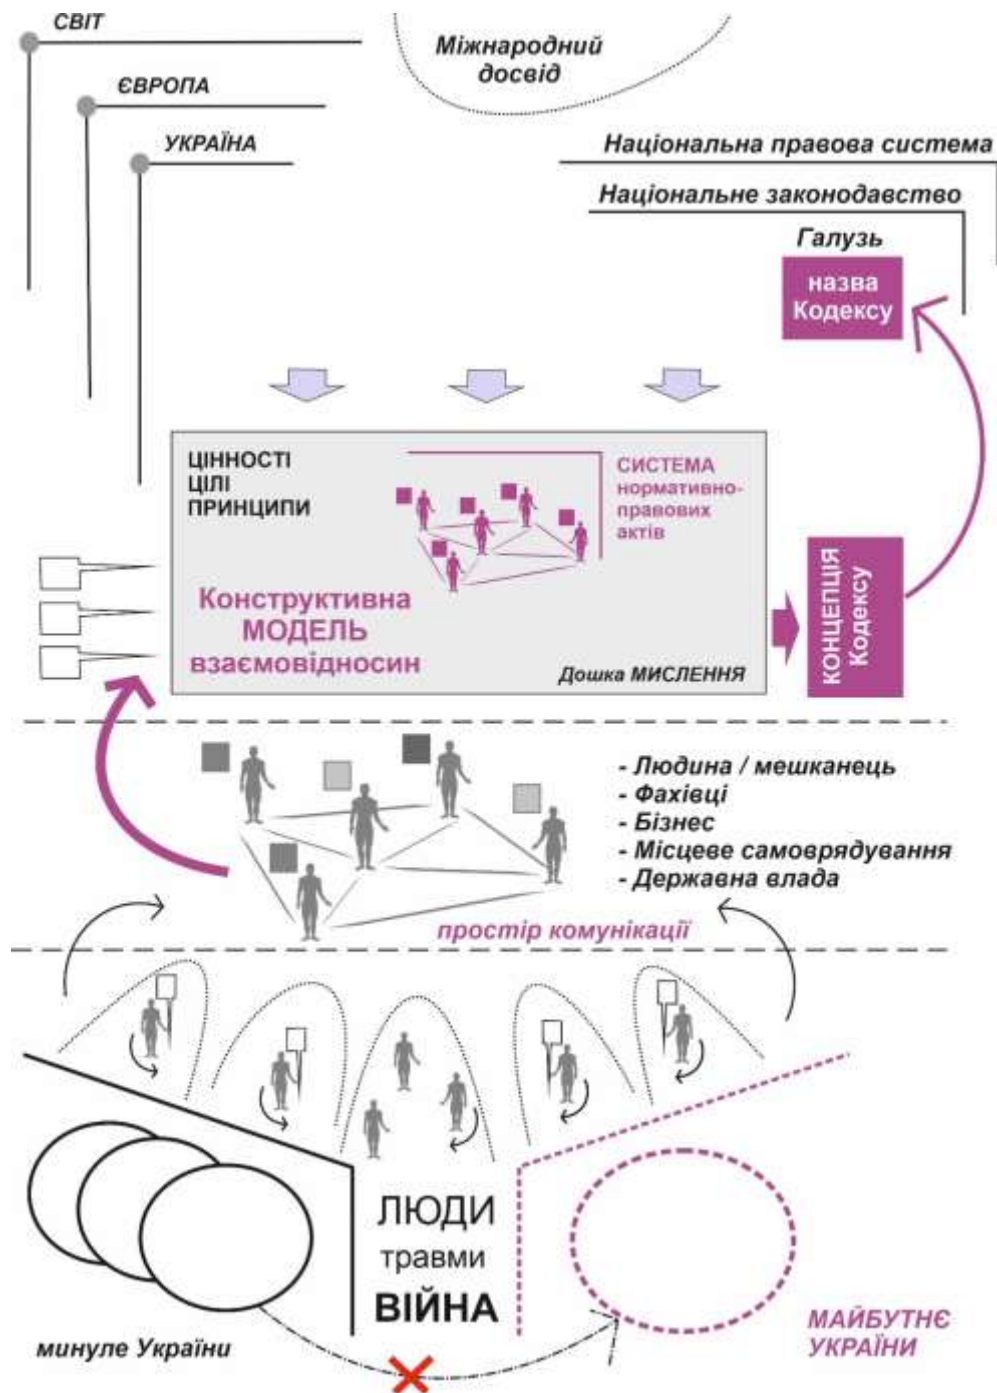 СВІТ
Міжнародний
досвід
ЄВРОПА
УКРАЇНА
Національна правова система
Національне законодавство
Галузь
назва
Кодексу
ЦІННОСТІ
ЦІЛІ
ПРИНЦИПИ
СИСТЕМА
нормативно-
правових
актів
Конструктивна
МОДЕЛЬ
взаємовідносин
Дошка МИСЛЕННЯ
КОНЦЕПЦІЯ
Кодексу
- Людина / мешканець
- Фахівці
- Бізнес
- Місцеве самоврядування
- Державна влада
простір комунікації
ЛЮДИ
травми
ВІЙНА
минуле України
МАЙБУТНЄ
УКРАЇНИ